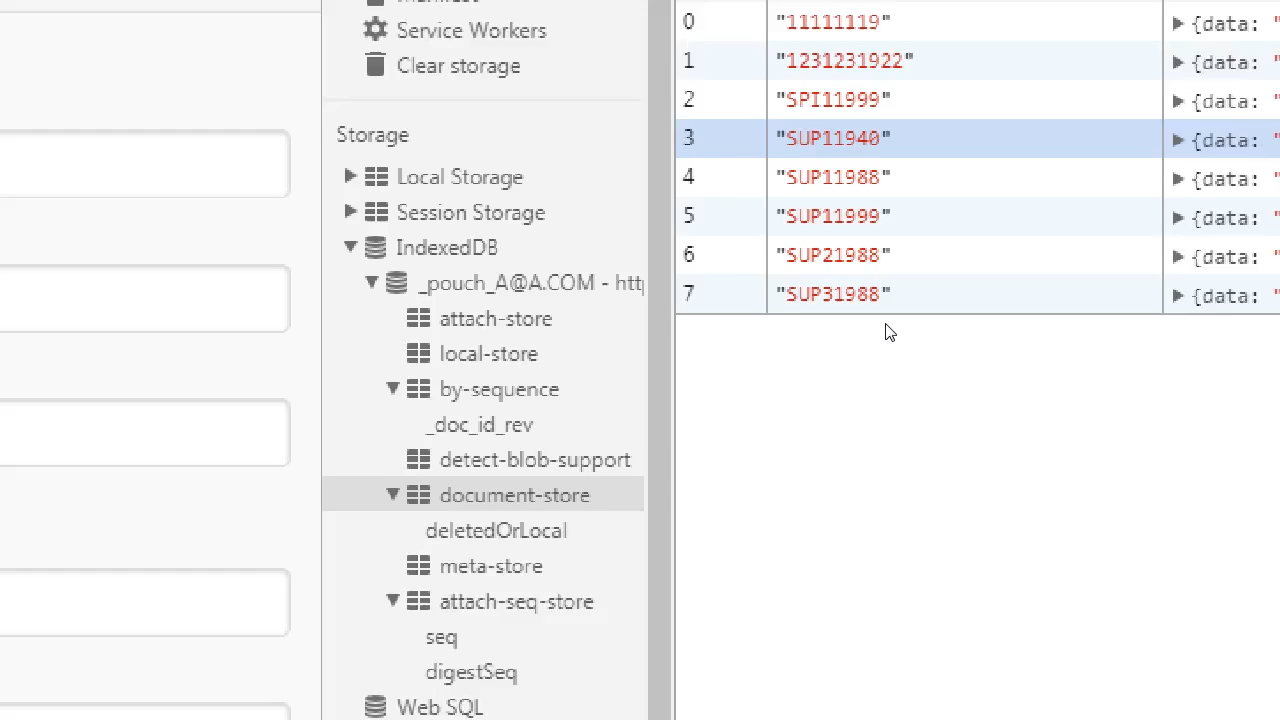 Service Workers
Clear storage
Storage
Local Storage
Session Storage
IndexedDB
_pouch_A@A.COM - htt
attach-store
local-store
by-sequence
_doc_id_rev
detect-blob-support
document-store
deletedOrLocal
meta-store
attach-seq-store
seq
digestSeq
Web SQL
0 "11111119" {data: "
1 "1231231922" {data: "
2 "SPI11999" {data: "
3 "SUP11940" {data: "
4 "SUP11988" {data: "
5 "SUP11999" {data: "
6 "SUP21988" {data: "
7 "SUP31988" {data: "